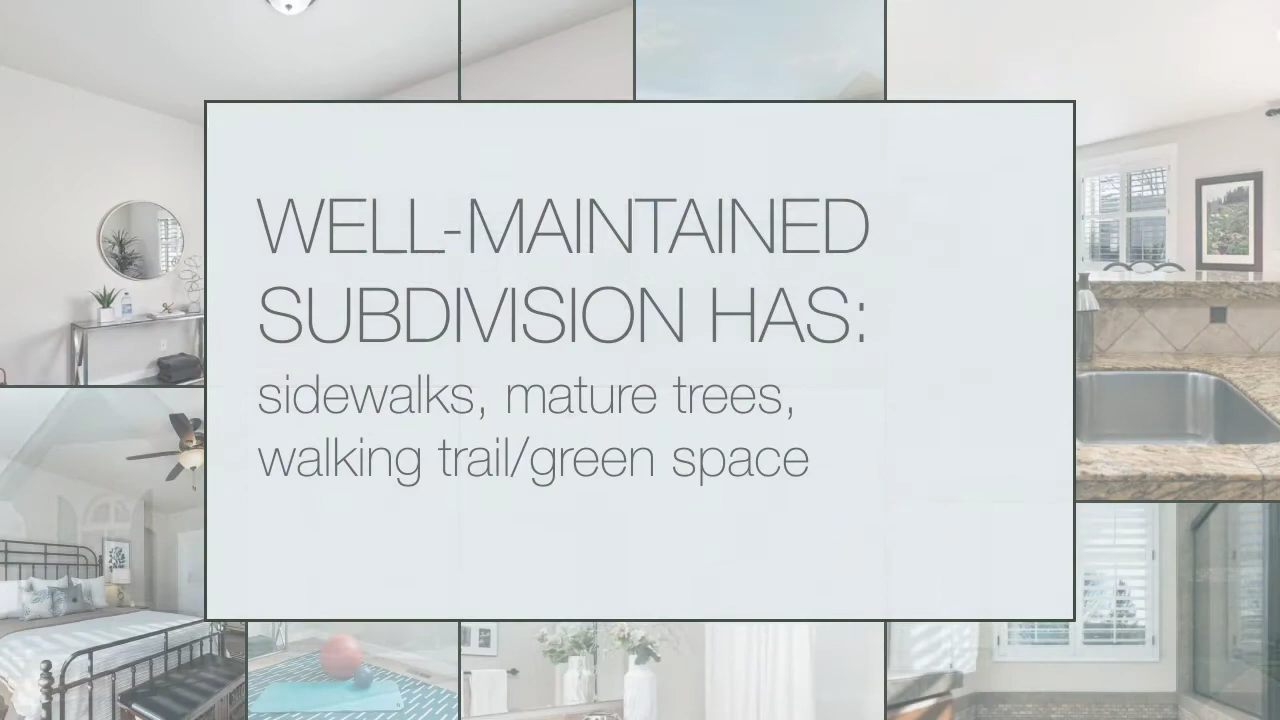 WELL-MAINTAINED
SUBDIVISION HAS:
sidewalks, mature trees,
walking trail/green space